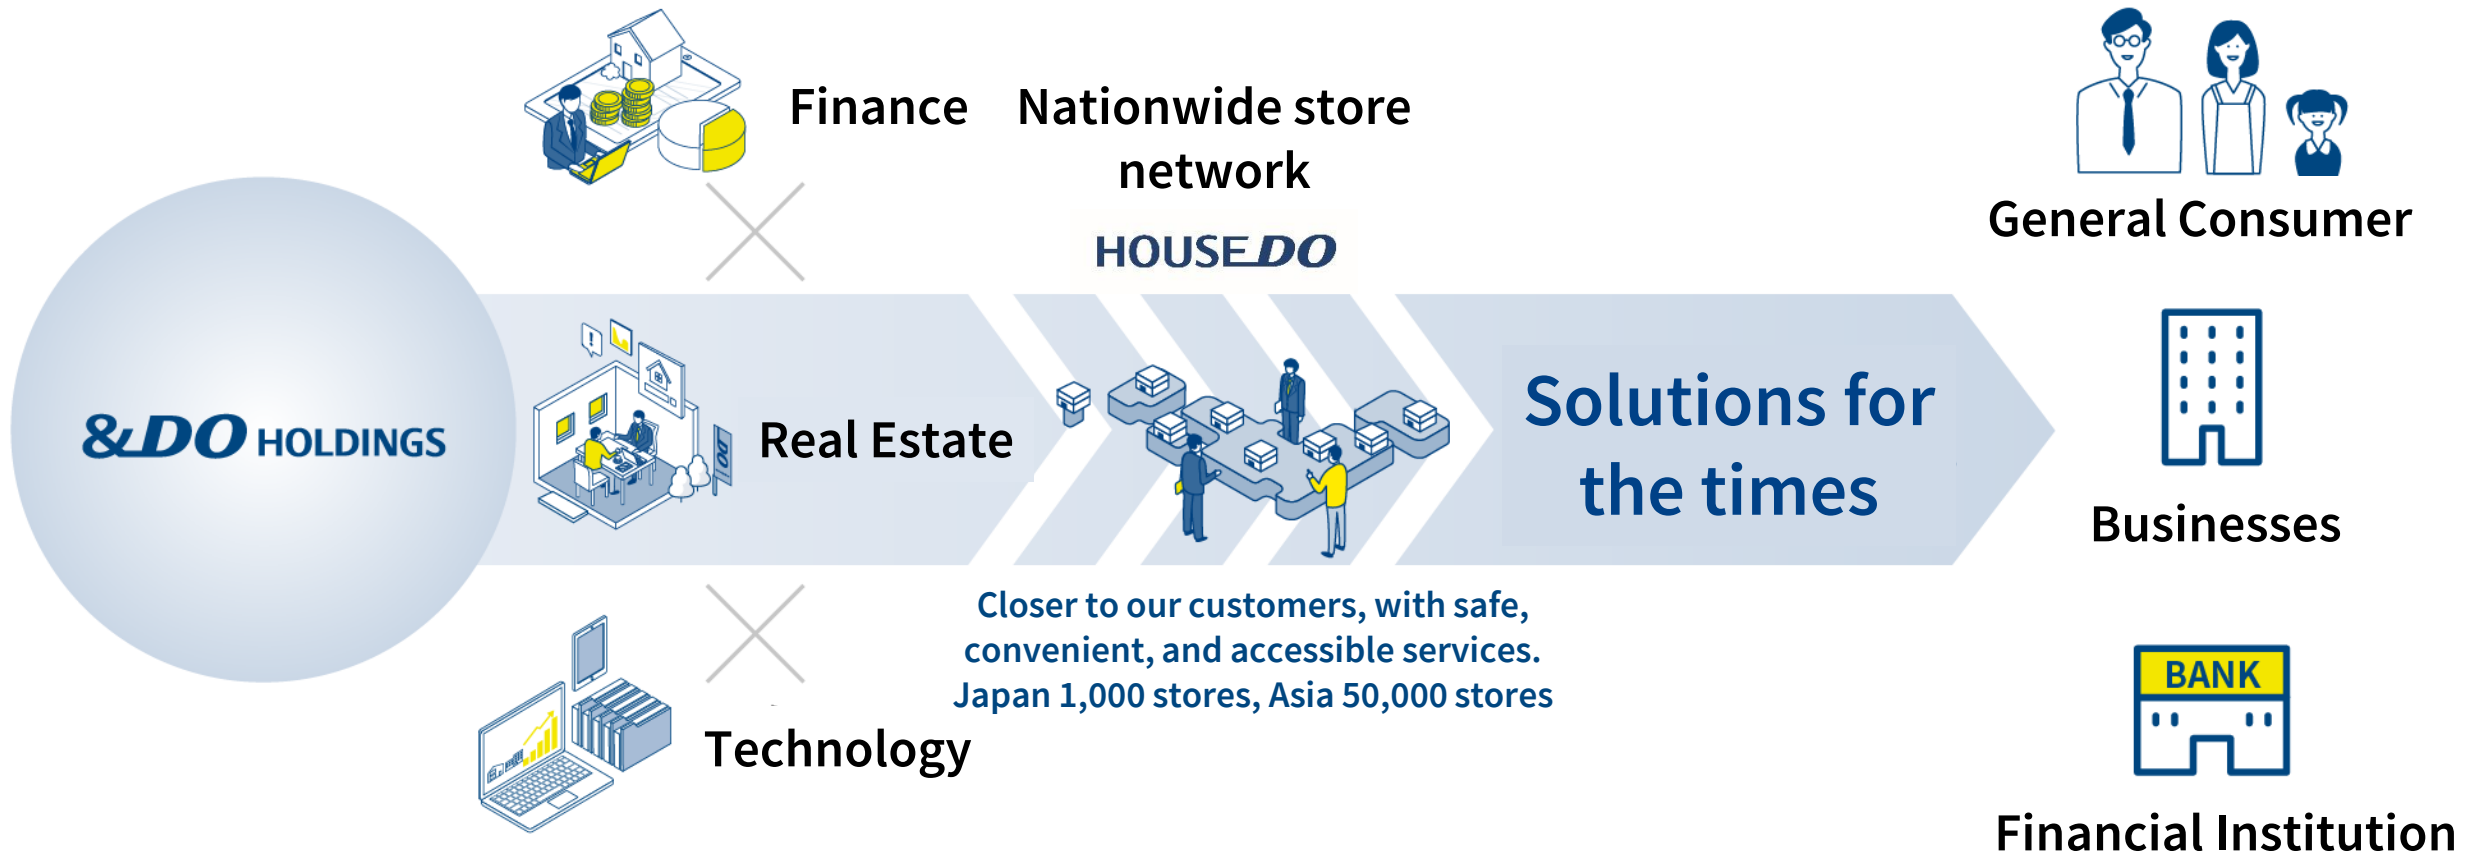 &DO HOLDINGS
Finance
Real Estate
DO
Technology
Nationwide store
network
HOUSEDO
Closer to our customers, with safe,
convenient, and accessible services.
Japan 1,000 stores, Asia 50,000 stores
Solutions for
the times
General Consumer
Businesses
BANK
Financial Institution